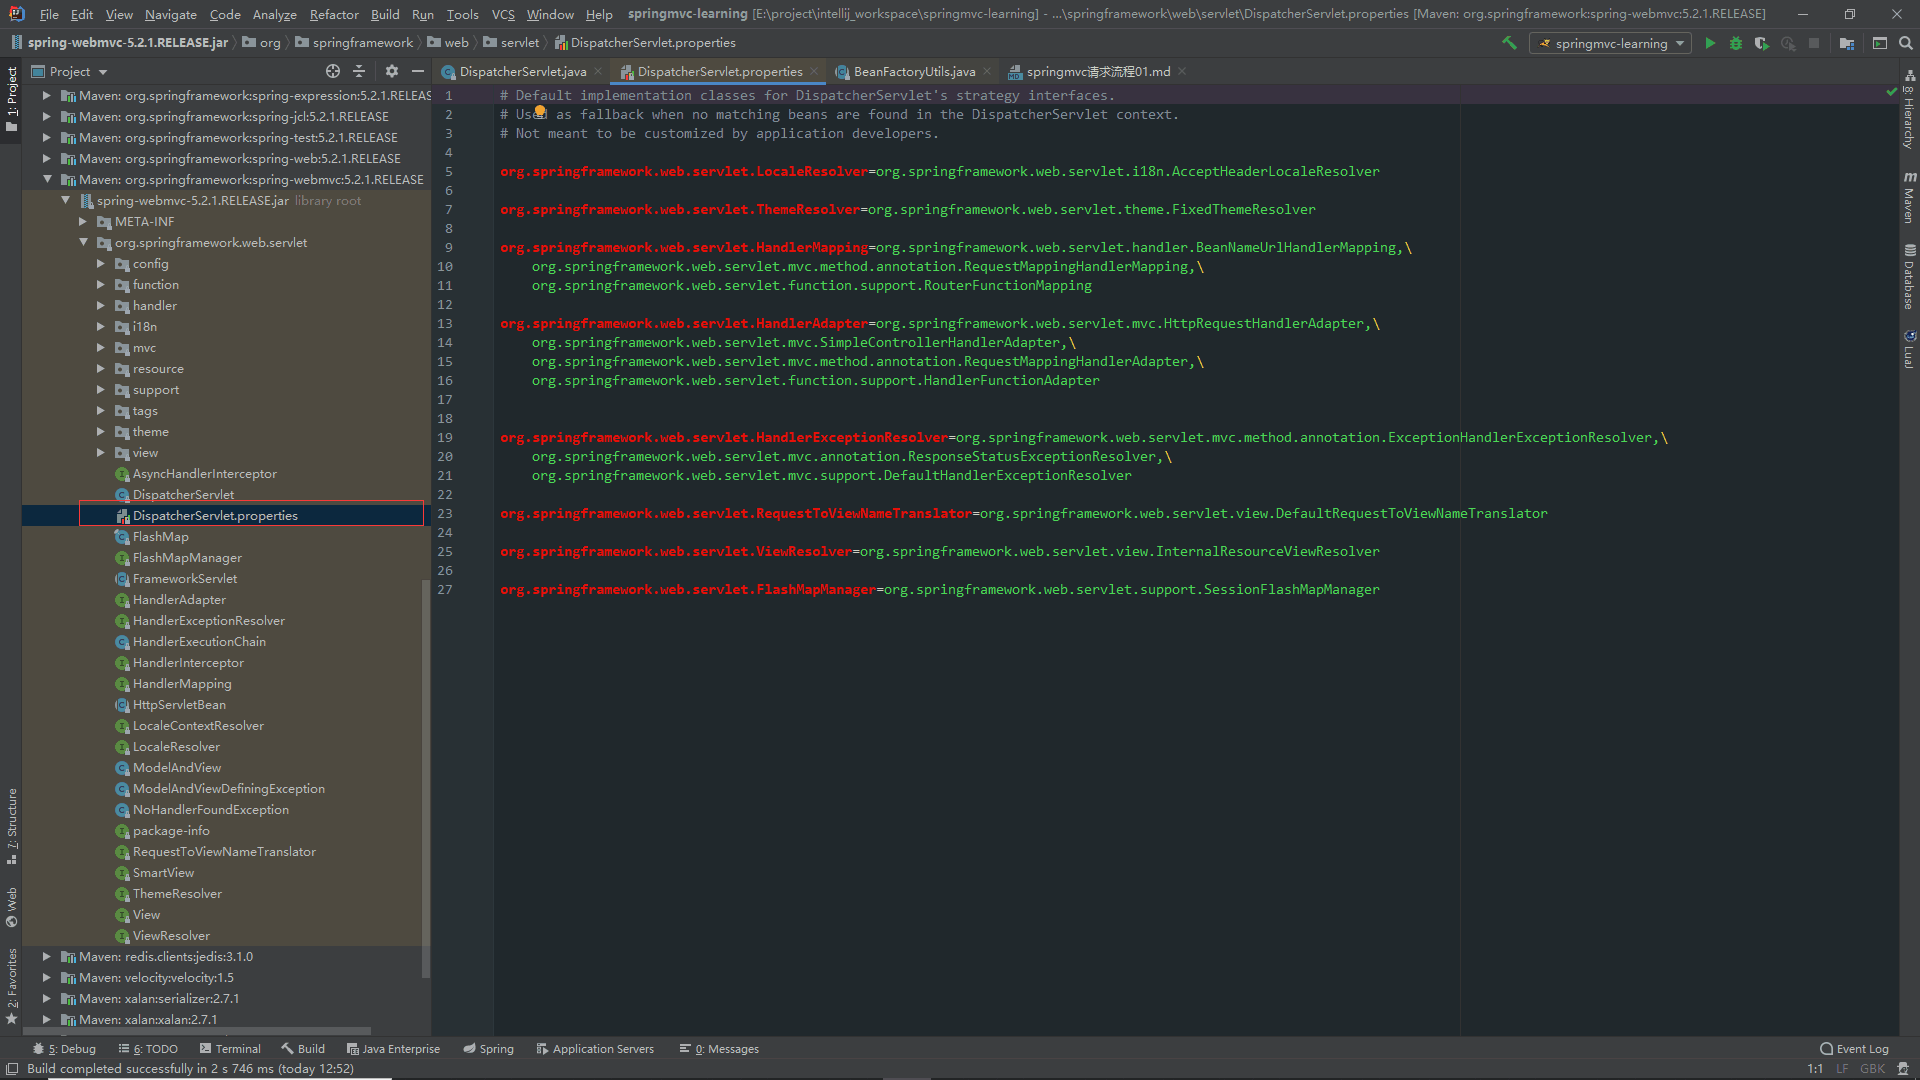 File Edit View Navigate Code Analyze Refactor Build Run Tools VCS Window Help springmvc-learning [E:\project\intellij_workspace\springmvc-learning] - ...\springframework\web\servlet\DispatcherServlet.properties [Maven: org.springframework:spring-webmvc:5.2.1.RELEASE]
spring-webmvc-5.2.1.RELEASE.jar org springframework web servlet DispatcherServlet.properties springmvc-learning
Project
DispatcherServlet.java DispatcherServlet.properties BeanFactoryUtils.java springmvc请求流程01.md
1: Project
7: Structure
Web
2: Favorites
Maven: org.springframework:spring-expression:5.2.1.RELEAS
Maven: org.springframework:spring-jcl:5.2.1.RELEASE
Maven: org.springframework:spring-test:5.2.1.RELEASE
Maven: org.springframework:spring-web:5.2.1.RELEASE
Maven: org.springframework:spring-webmvc:5.2.1.RELEASE
spring-webmvc-5.2.1.RELEASE.jar library root
META-INF
org.springframework.web.servlet
config
function
handler
i18n
mvc
resource
support
tags
theme
view
AsyncHandlerInterceptor
DispatcherServlet
DispatcherServlet.properties
FlashMap
FlashMapManager
FrameworkServlet
HandlerAdapter
HandlerExceptionResolver
HandlerExecutionChain
HandlerInterceptor
HandlerMapping
HttpServletBean
LocaleContextResolver
LocaleResolver
ModelAndView
ModelAndViewDefiningException
NoHandlerFoundException
package-info
RequestToViewNameTranslator
SmartView
ThemeResolver
View
ViewResolver
Maven: redis.clients:jedis:3.1.0
Maven: velocity:velocity:1.5
Maven: xalan:serializer:2.7.1
Maven: xalan:xalan:2.7.1
1 # Default implementation classes for DispatcherServlet's strategy interfaces.
2 # Used as fallback when no matching beans are found in the DispatcherServlet context.
3 # Not meant to be customized by application developers.
4
5 org.springframework.web.servlet.LocaleResolver=org.springframework.web.servlet.i18n.AcceptHeaderLocaleResolver
6
7 org.springframework.web.servlet.ThemeResolver=org.springframework.web.servlet.theme.FixedThemeResolver
8
9 org.springframework.web.servlet.HandlerMapping=org.springframework.web.servlet.handler.BeanNameUrlHandlerMapping,\
10 org.springframework.web.servlet.mvc.method.annotation.RequestMappingHandlerMapping,\
11 org.springframework.web.servlet.function.support.RouterFunctionMapping
12
13 org.springframework.web.servlet.HandlerAdapter=org.springframework.web.servlet.mvc.HttpRequestHandlerAdapter,\
14 org.springframework.web.servlet.mvc.SimpleControllerHandlerAdapter,\
15 org.springframework.web.servlet.mvc.method.annotation.RequestMappingHandlerAdapter,\
16 org.springframework.web.servlet.function.support.HandlerFunctionAdapter
17
18
19 org.springframework.web.servlet.HandlerExceptionResolver=org.springframework.web.servlet.mvc.method.annotation.ExceptionHandlerExceptionResolver,\
20 org.springframework.web.servlet.mvc.annotation.ResponseStatusExceptionResolver,\
21 org.springframework.web.servlet.mvc.support.DefaultHandlerExceptionResolver
22
23 org.springframework.web.servlet.RequestToViewNameTranslator=org.springframework.web.servlet.view.DefaultRequestToViewNameTranslator
24
25 org.springframework.web.servlet.ViewResolver=org.springframework.web.servlet.view.InternalResourceViewResolver
26
27 org.springframework.web.servlet.FlashMapManager=org.springframework.web.servlet.support.SessionFlashMapManager
Hierarchy
Maven
Database
LuaJ
5: Debug 6: TODO Terminal Build Java Enterprise Spring Application Servers 0: Messages Event Log
Build completed successfully in 2 s 746 ms (today 12:52) 1:1 LF GBK